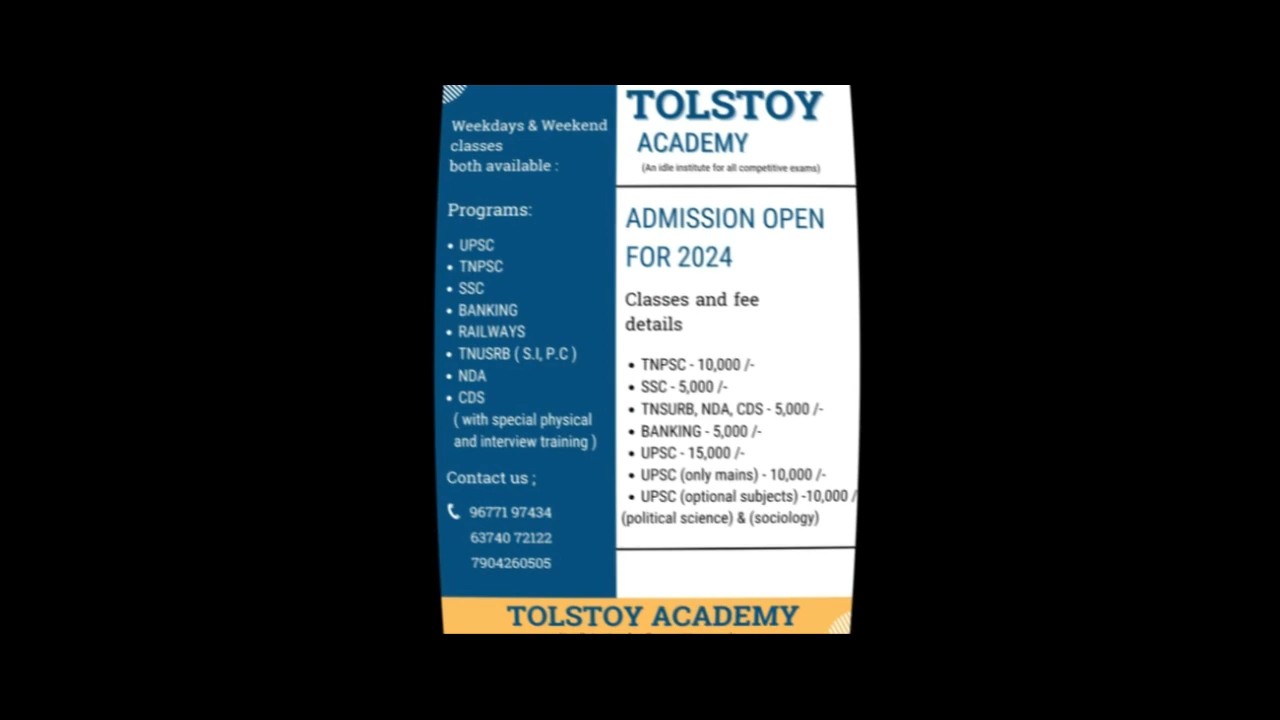 Weekdays & Weekend
classes
both available :
Programs:
• UPSC
• TNPSC
• SSC
• BANKING
• RAILWAYS
• TNUSRB ( S.I, P.C )
• NDA
• CDS
( with special physical
and interview training )
Contact us ;
96771 97434
63740 72122
7904260505
TOLSTOY
ACADEMY
(An idle institute for all competitive exams)
ADMISSION OPEN
FOR 2024
Classes and fee
details
• TNPSC - 10,000 /-
• SSC - 5,000 /-
• TNSURB, NDA, CDS - 5,000 /-
• BANKING - 5,000 /-
• UPSC - 15,000 /-
• UPSC (only mains) - 10,000 /-
• UPSC (optional subjects) -10,000 /
(political science) & (sociology)
TOLSTOY ACADEMY